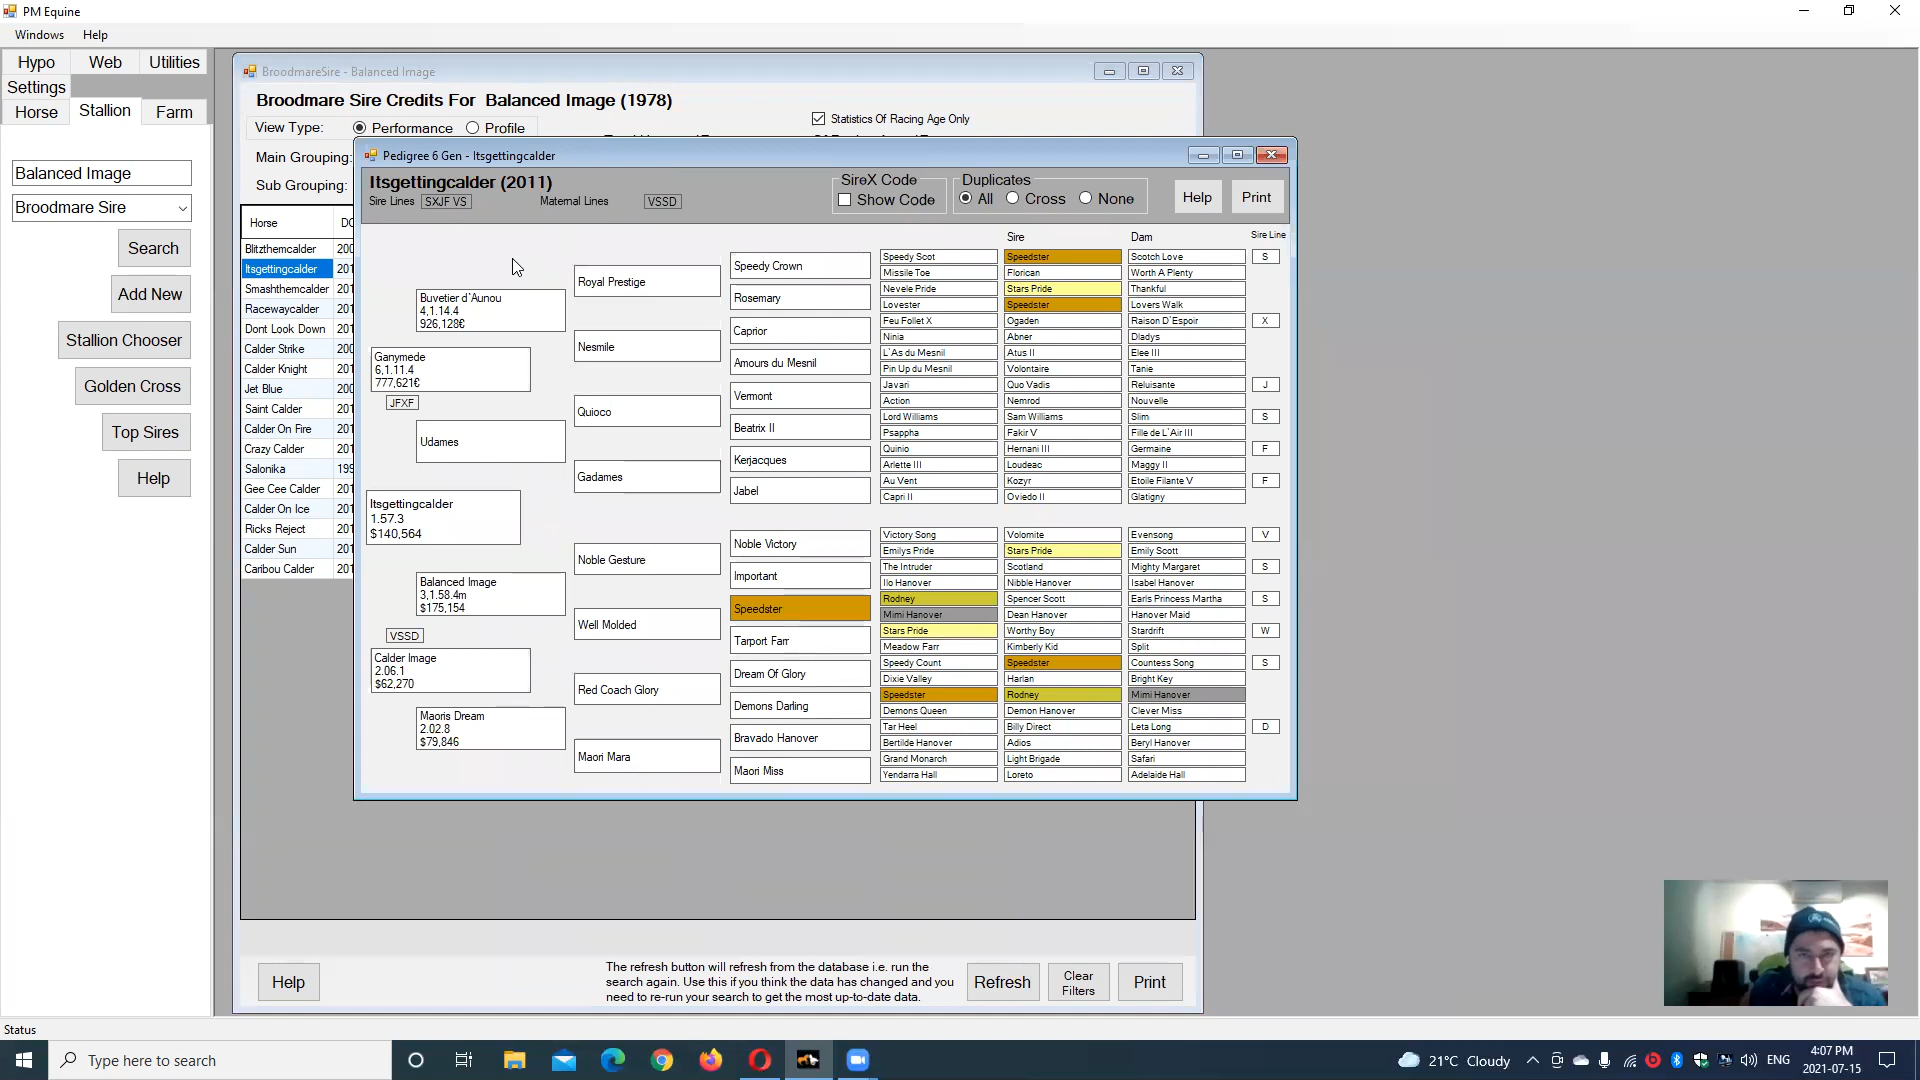 PM Equine
Windows Help
Hypo Web Utilities
Settings
Horse Stallion Farm
Balanced Image
Broodmare Sire
Search
Add New
Stallion Chooser
Golden Cross
Top Sires
Help
BroodmareSire - Balanced Image
Broodmare Sire Credits For Balanced Image (1978)
View Type: Performance Profile
Statistics Of Racing Age Only
Main Grouping:
Sub Grouping:
Horse DO
Blitzthemcalder 200
Itsgettingcalder 201
Smashthemcalder 201
Racewaycalder 201
Dont Look Down 201
Calder Strike 200
Calder Knight 201
Jet Blue 200
Saint Calder 201
Calder On Fire 201
Crazy Calder 201
Salonika 199
Gee Cee Calder 201
Calder On Ice 201
Ricks Reject 201
Calder Sun 201
Caribou Calder 201
Pedigree 6 Gen - Itsgettingcalder
Itsgettingcalder (2011)
Sire Lines SXJF VS Maternal Lines VSSD
SireX Code
Show Code
Duplicates
All Cross None
Help Print
Sire Dam Sire Line
Itsgettingcalder
1.57.3
$140,564
Ganymede
6,1.11.4
777,621€
JFXF
VSSD
Calder Image
2.06.1
$62,270
Buvetier d`Aunou
4,1.14.4
926,128€
Udames
Balanced Image
3,1.58.4m
$175,154
Maoris Dream
2.02.8
$79,846
Royal Prestige
Nesmile
Quioco
Gadames
Noble Gesture
Well Molded
Red Coach Glory
Maori Mara
Speedy Crown
Rosemary
Caprior
Amours du Mesnil
Vermont
Beatrix II
Kerjacques
Jabel
Noble Victory
Important
Speedster
Tarport Farr
Dream Of Glory
Demons Darling
Bravado Hanover
Maori Miss
Speedy Scot Speedster Scotch Love S
Missile Toe Florican Worth A Plenty
Nevele Pride Stars Pride Thankful
Lovester Speedster Lovers Walk
Feu Follet X Ogaden Raison D`Espoir X
Ninia Abner Dladys
L`As du Mesnil Atus II Elee III
Pin Up du Mesnil Volontaire Tanie
Javari Quo Vadis Reluisante J
Action Nemrod Nouvelle
Lord Williams Sam Williams Slim S
Psappha Fakir V Fille de L`Air III
Quinio Hernani III Germaine F
Arlette III Loudeac Maggy II
Au Vent Kozyr Etoile Filante V F
Capri II Oviedo II Glatigny
Victory Song Volomite Evensong V
Emilys Pride Stars Pride Emily Scott
The Intruder Scotland Mighty Margaret S
Ilo Hanover Nibble Hanover Isabel Hanover
Rodney Spencer Scott Earls Princess Martha S
Mimi Hanover Dean Hanover Hanover Maid
Stars Pride Worthy Boy Stardrift W
Meadow Farr Kimberly Kid Split
Speedy Count Speedster Countess Song S
Dixie Valley Harlan Bright Key
Speedster Rodney Mimi Hanover
Demons Queen Demon Hanover Clever Miss
Tar Heel Billy Direct Leta Long D
Bertilde Hanover Adios Beryl Hanover
Grand Monarch Light Brigade Safari
Yendarra Hall Loreto Adelaide Hall
Help
The refresh button will refresh from the database i.e. run the
search again. Use this if you think the data has changed and you
need to re-run your search to get the most up-to-date data.
Refresh
Clear
Filters
Print
Status
Type here to search
21°C Cloudy
ENG
4:07 PM
2021-07-15